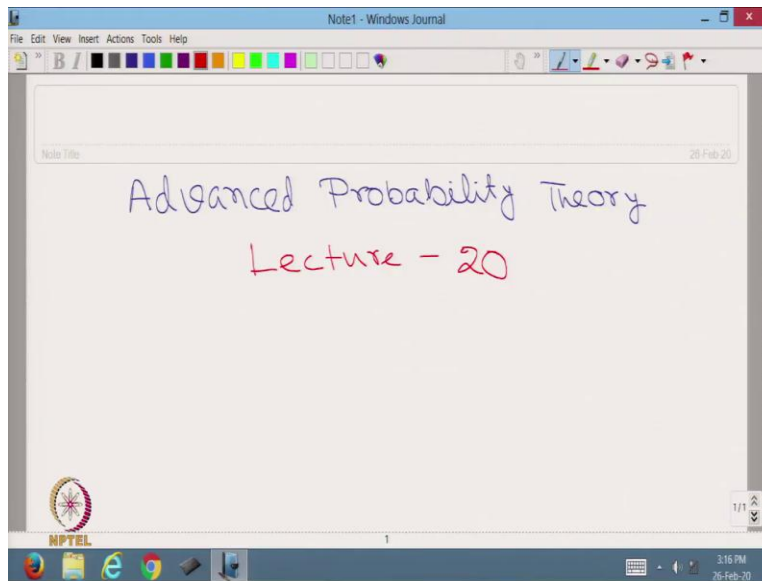 Note1 - Windows Journal
File Edit View Insert Actions Tools Help
B I
Note Title
26-Feb-20
Advanced Probability Theory
Lecture - 20
1/1
NPTEL
1
3:16 PM
26-Feb-20